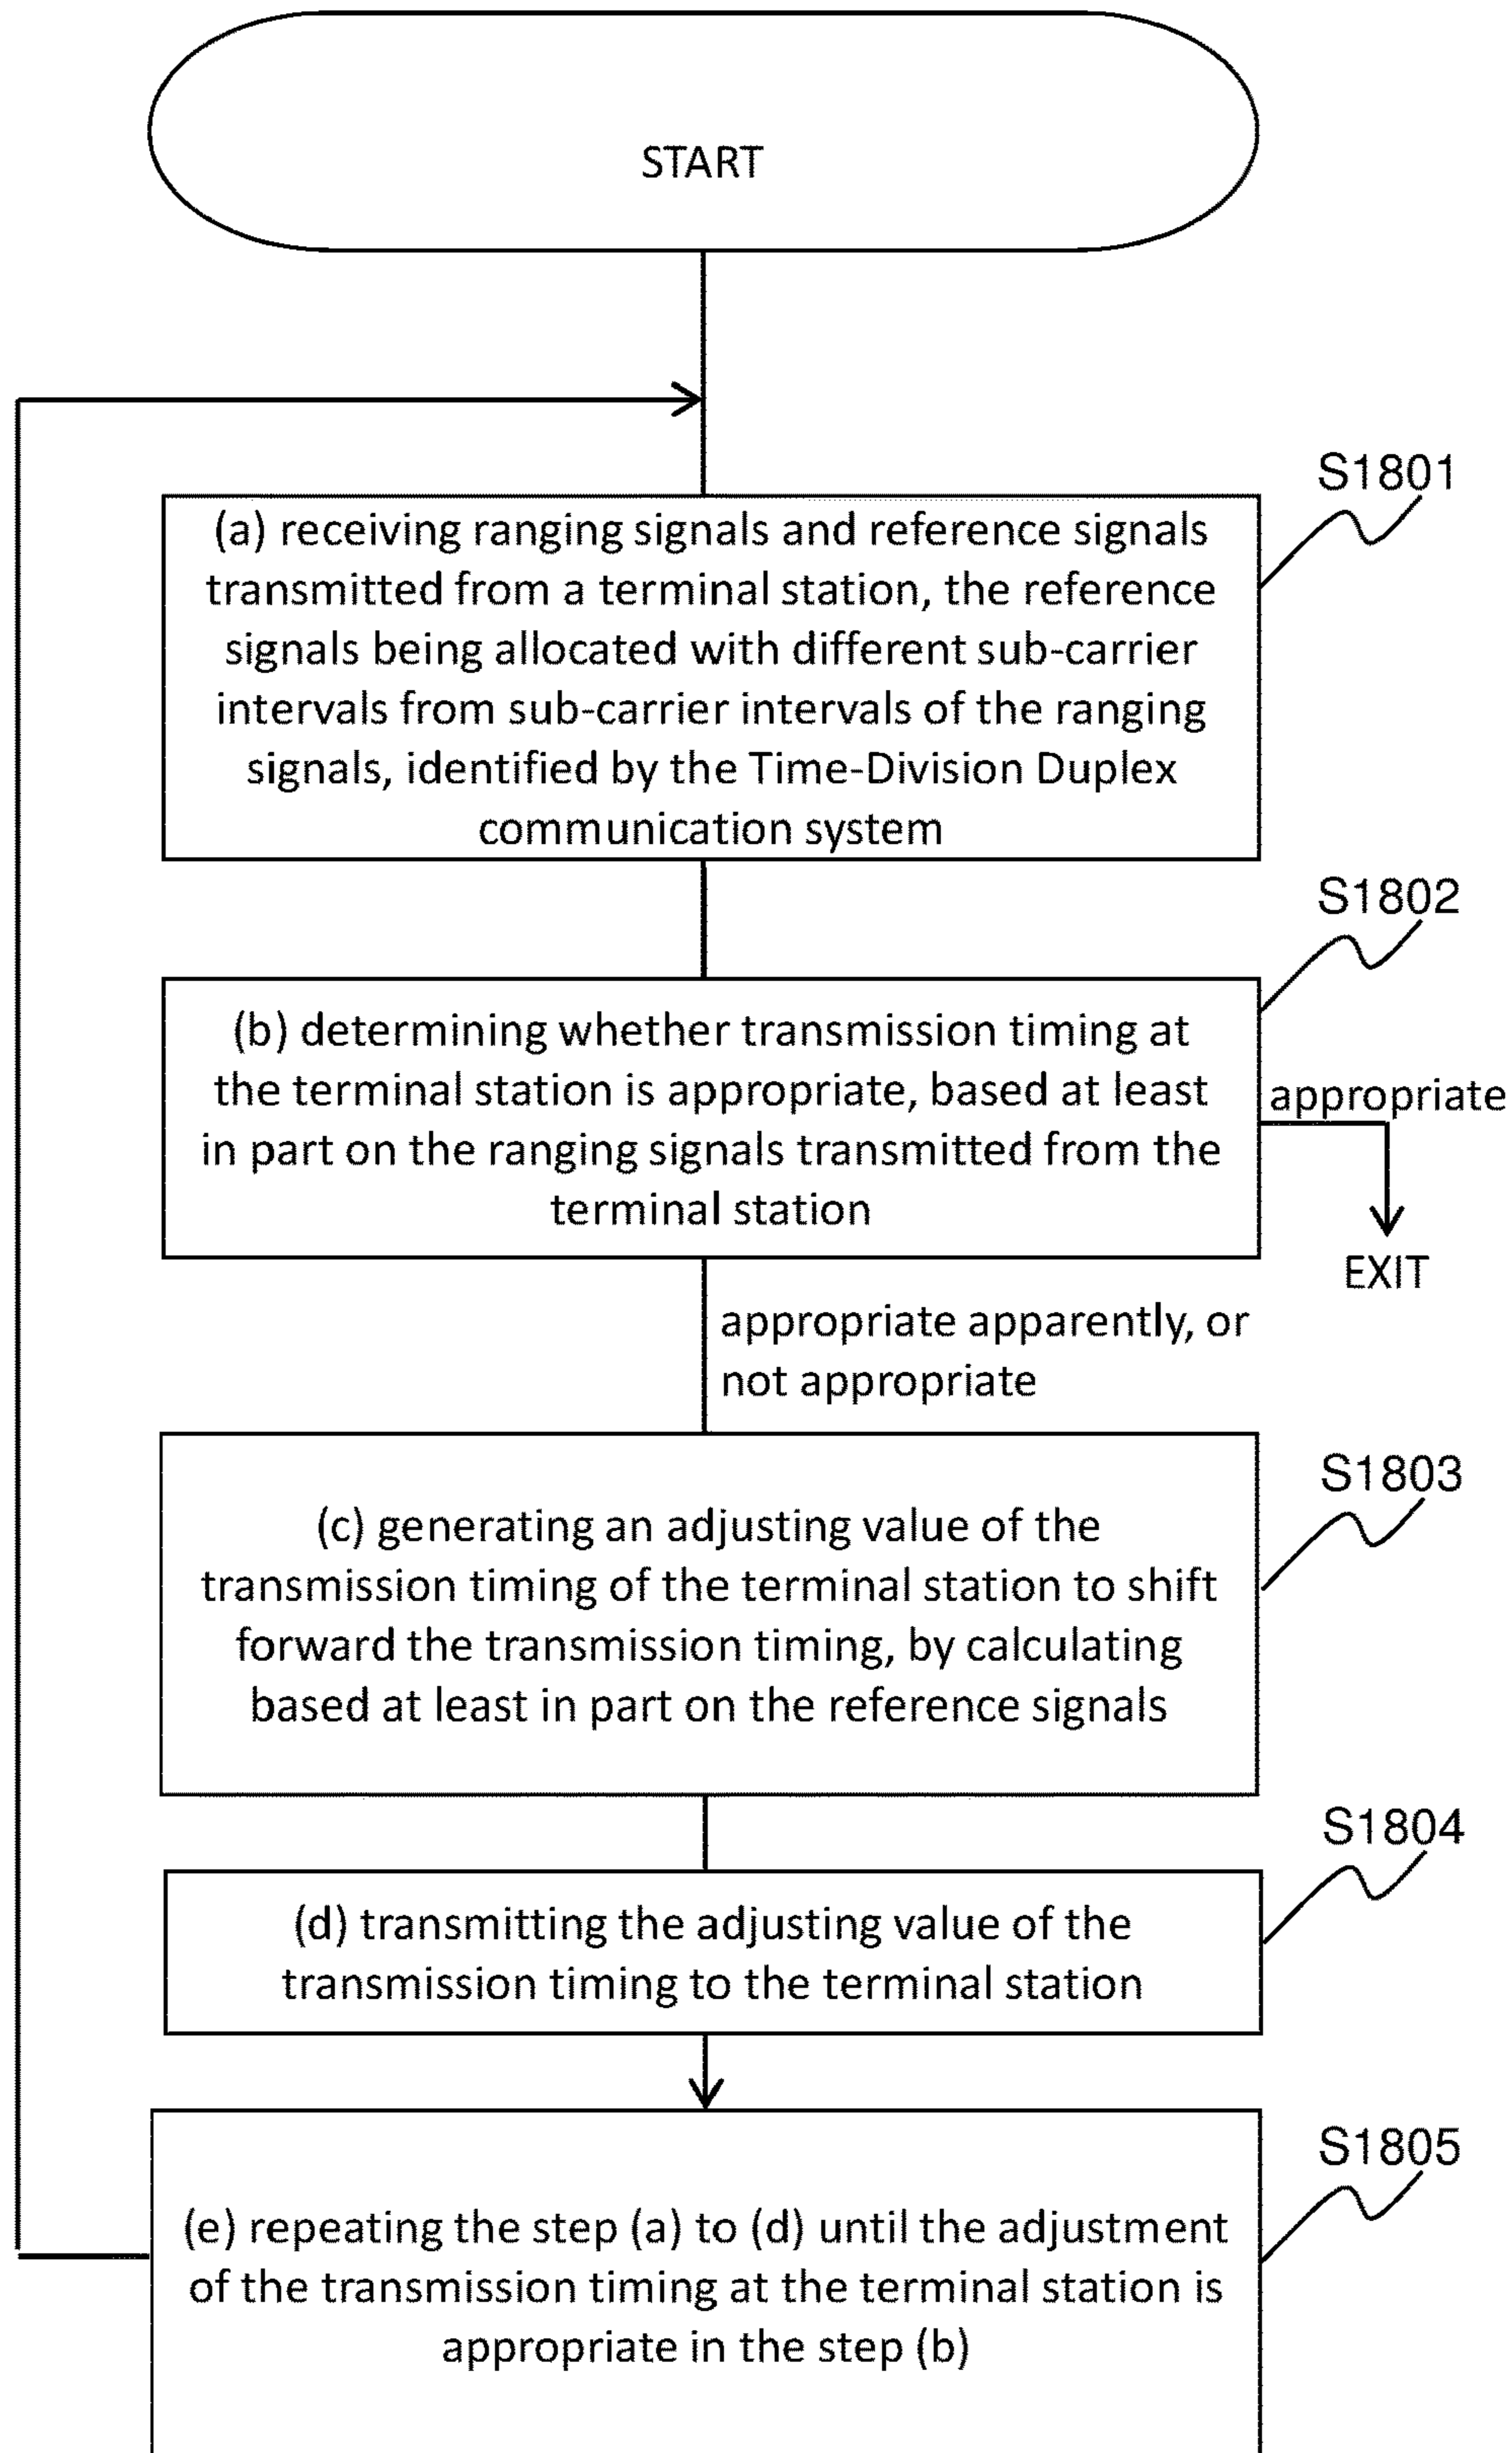 START
S1801
(a) receiving ranging signals and reference signals
transmitted from a terminal station, the reference
signals being allocated with different sub-carrier
intervals from sub-carrier intervals of the ranging
signals, identified by the Time-Division Duplex
communication system
S1802
(b) determining whether transmission timing at
the terminal station is appropriate, based at least
in part on the ranging signals transmitted from the
terminal station
appropriate
EXIT
appropriate apparently, or
not appropriate
S1803
(c) generating an adjusting value of the
transmission timing of the terminal station to shift
forward the transmission timing, by calculating
based at least in part on the reference signals
S1804
(d) transmitting the adjusting value of the
transmission timing to the terminal station
S1805
(e) repeating the step (a) to (d) until the adjustment
of the transmission timing at the terminal station is
appropriate in the step (b)